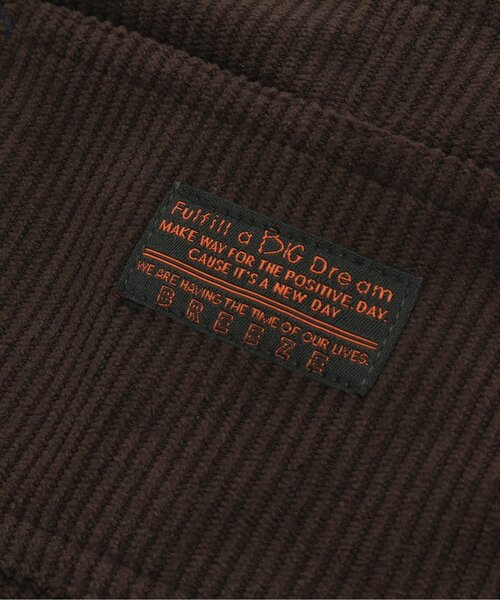 Fulfill a BIG Dream
MAKE WAY FOR THE POSITIVE DAY.
CAUSE IT'S A NEW DAY
WE ARE HAVING THE TIME OF OUR LIVES.
BREEZE